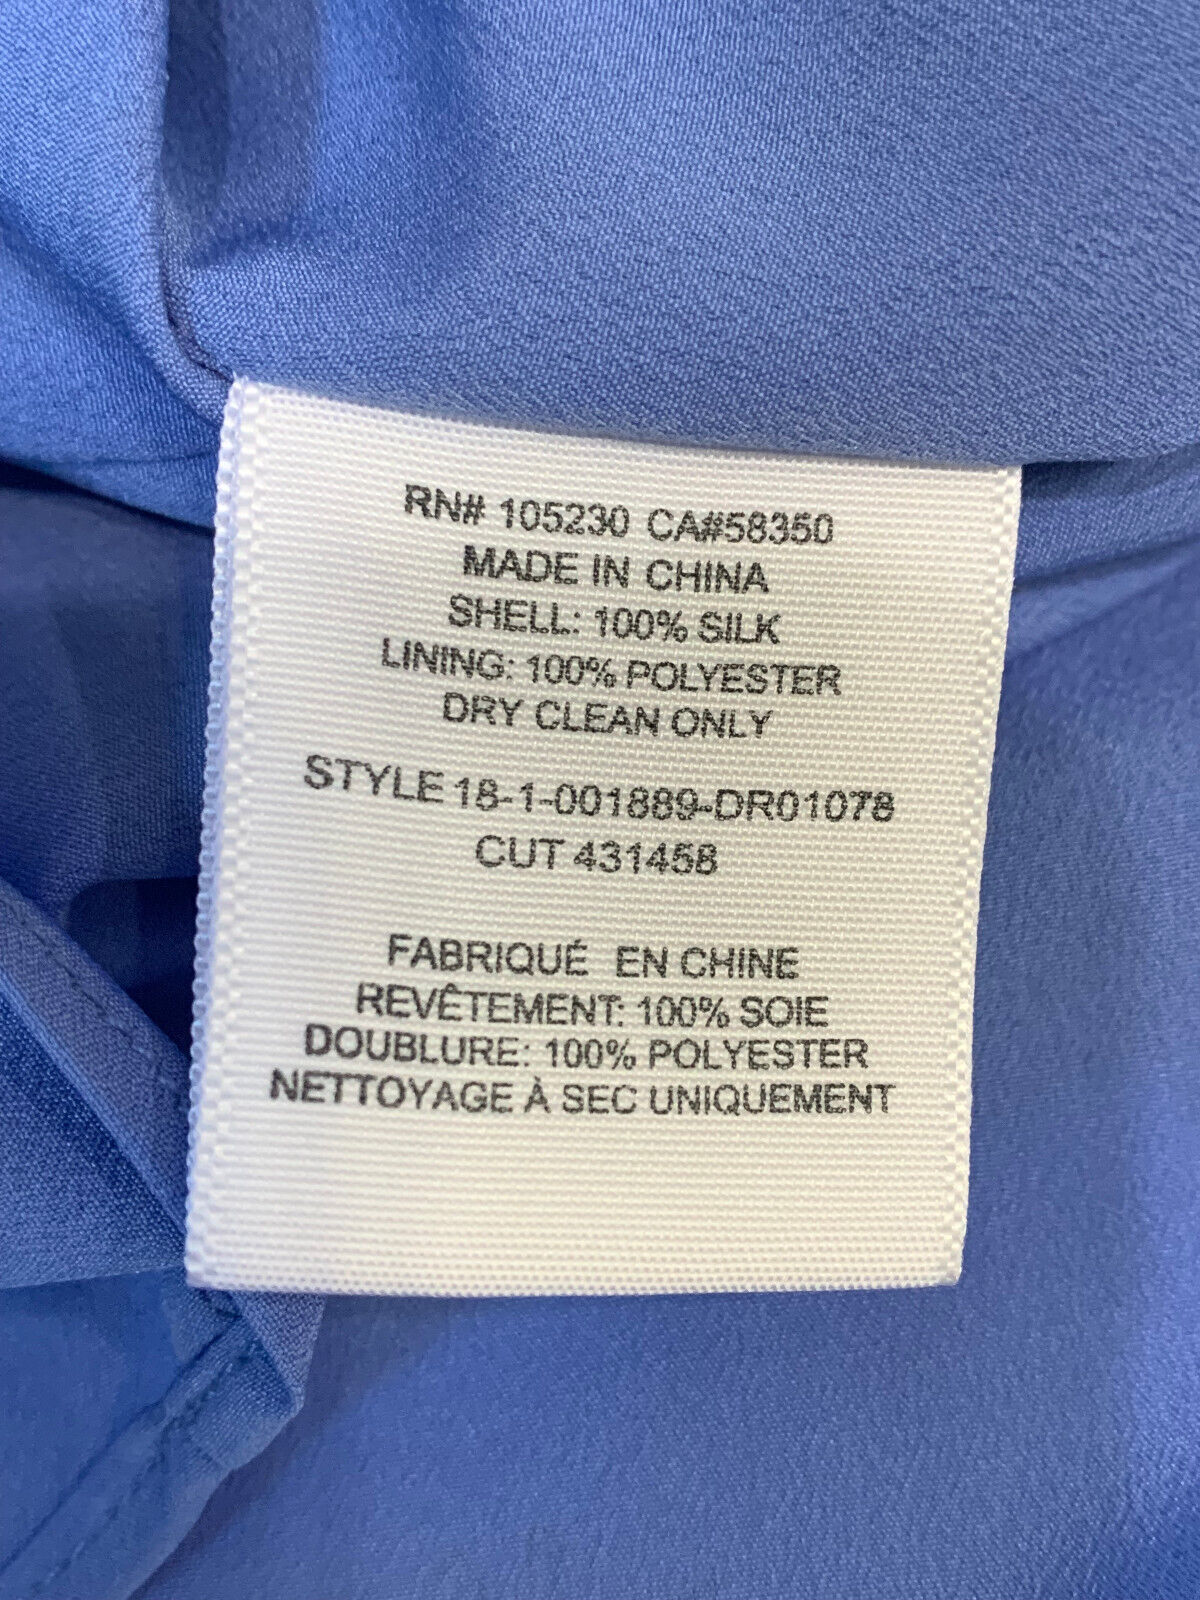 RN# 105230 CA#58350
MADE IN CHINA
SHELL: 100% SILK
LINING: 100% POLYESTER
DRY CLEAN ONLY
STYLE 18-1-001889-DR01078
CUT 431458
FABRIQUÉ EN CHINE
REVÊTEMENT: 100% SOIE
DOUBLURE: 100% POLYESTER
NETTOYAGE À SEC UNIQUEMENT